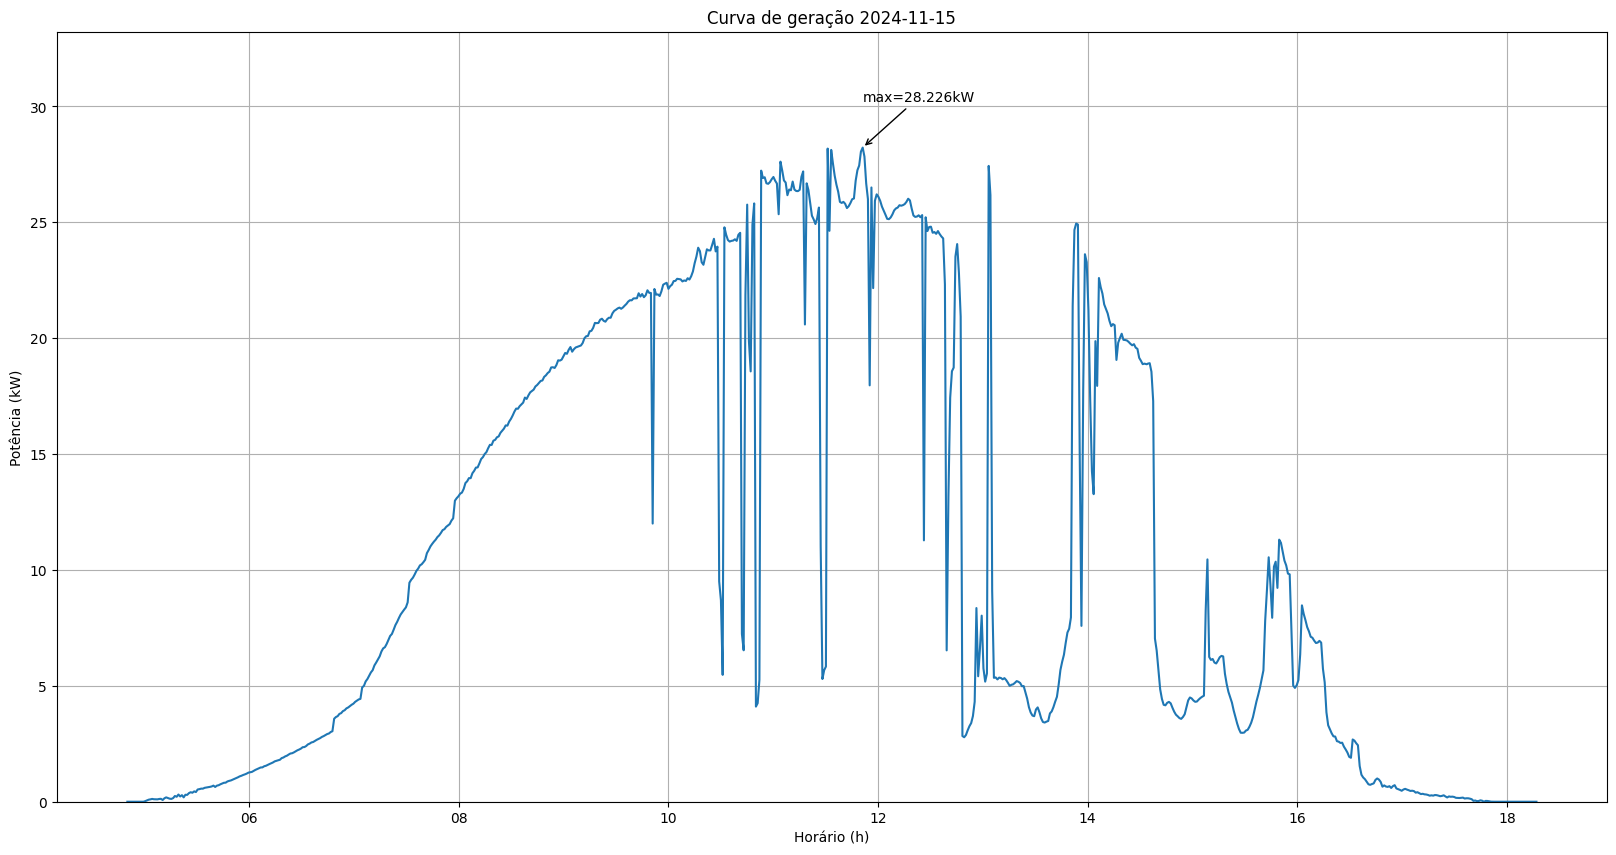 Curva de geração 2024-11-15
max=28.226kW
30
25
20
15
10
5
0
Potência (kW)
06 08 10 12 14 16 18
Horário (h)